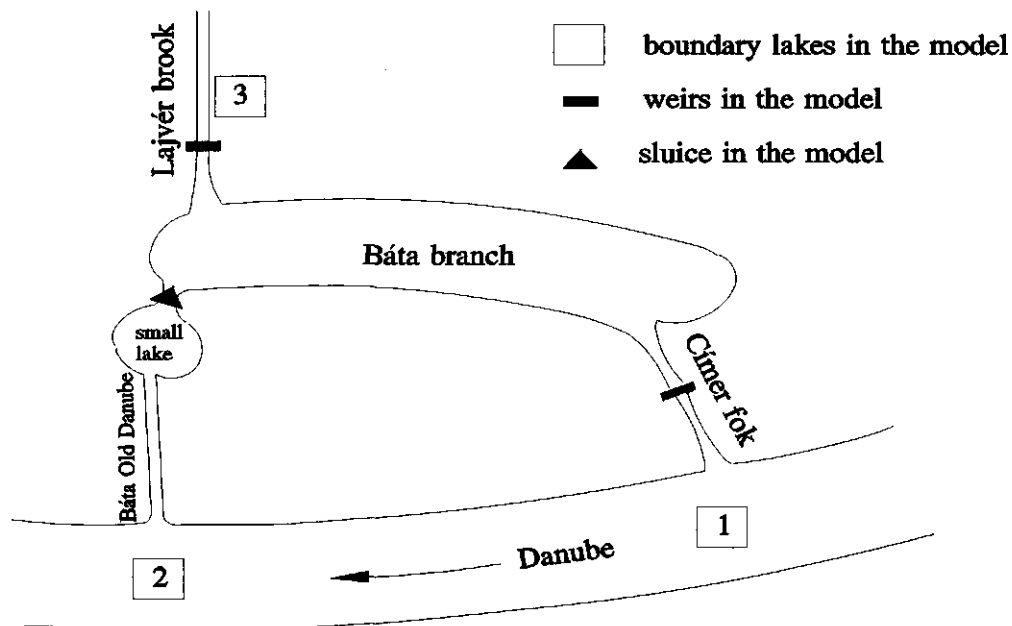 Lajvér brook
3
boundary lakes in the model
weirs in the model
sluice in the model
Báta branch
small
lake
Címer fok
Báta Old Danube
1
Danube
2